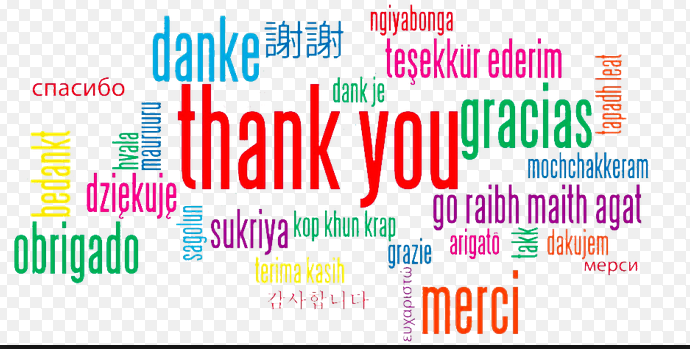 ngiyabonga
danke
謝謝
teşekkür ederim
спасибо
dank je
tapadh leat
thank you
gracias
hvala
mauruuru
bedankt
mochchakkeram
dziękuję
go raibh maith agat
sagolun
sukriya
kop khun krap
obrigado
grazie
arigatō
takk
dakujem
terima kasih
мерси
감사합니다
ευχαριστώ
merci